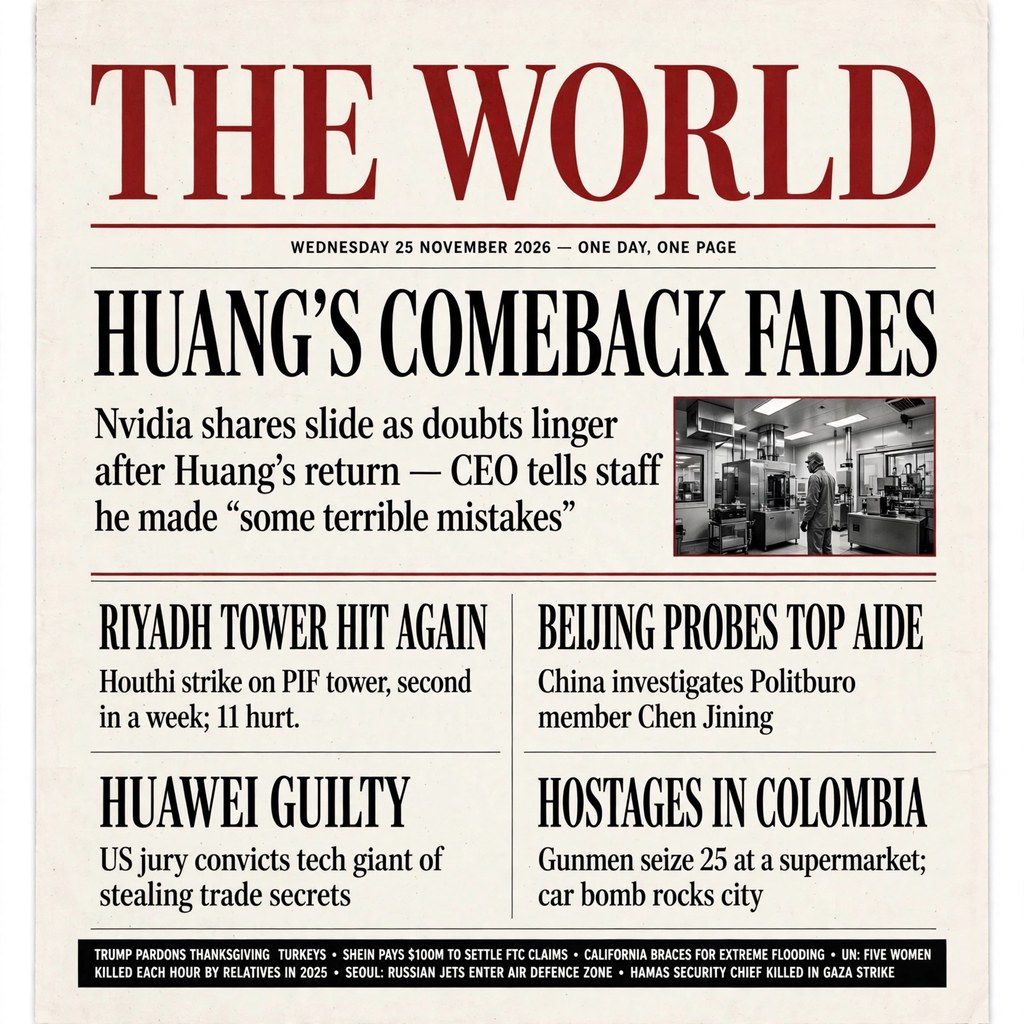 THE WORLD
WEDNESDAY 25 NOVEMBER 2026 — ONE DAY, ONE PAGE
HUANG'S COMEBACK FADES
Nvidia shares slide as doubts linger
after Huang's return — CEO tells staff
he made “some terrible mistakes”
RIYADH TOWER HIT AGAIN
Houthi strike on PIF tower, second
in a week; 11 hurt.
BEIJING PROBES TOP AIDE
China investigates Politburo
member Chen Jining
HUAWEI GUILTY
US jury convicts tech giant of
stealing trade secrets
HOSTAGES IN COLOMBIA
Gunmen seize 25 at a supermarket;
car bomb rocks city
TRUMP PARDONS THANKSGIVING TURKEYS • SHEIN PAYS $100M TO SETTLE FTC CLAIMS • CALIFORNIA BRACES FOR EXTREME FLOODING • UN: FIVE WOMEN
KILLED EACH HOUR BY RELATIVES IN 2025 • SEOUL: RUSSIAN JETS ENTER AIR DEFENCE ZONE • HAMAS SECURITY CHIEF KILLED IN GAZA STRIKE